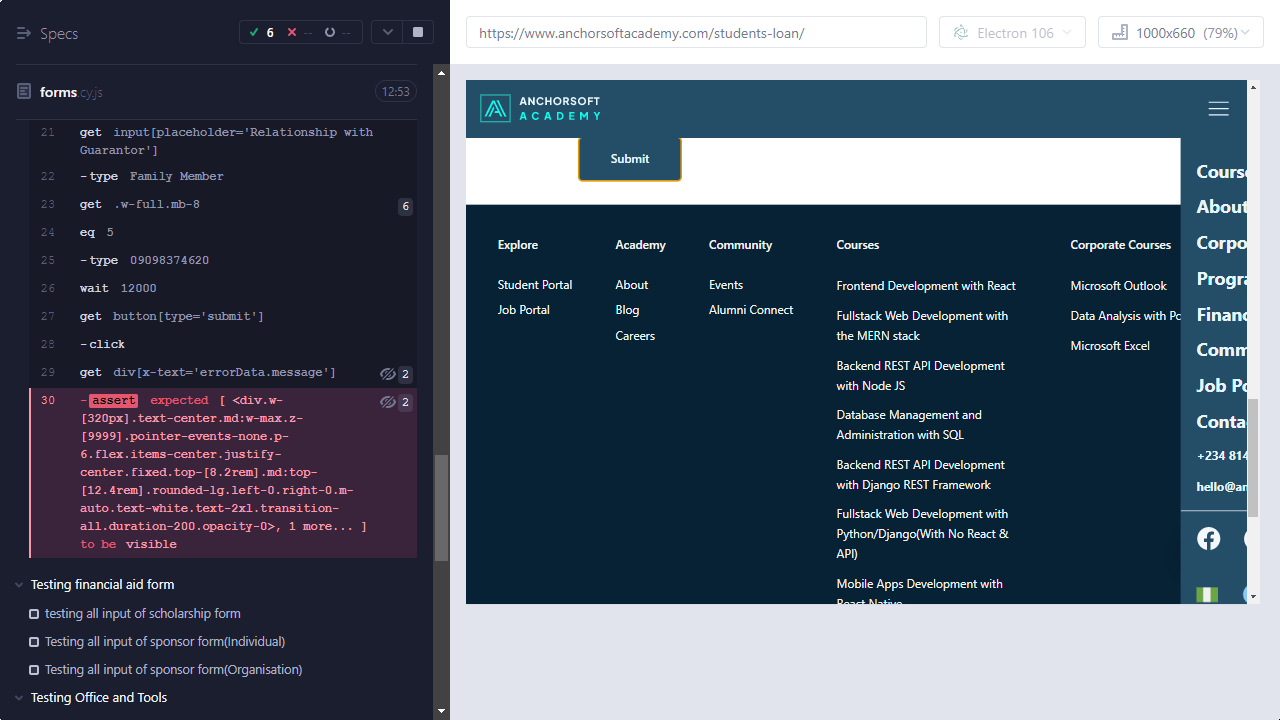 Specs
6
--
--
https://www.anchorsoftacademy.com/students-loan/
Electron 106
1000x660 (79%)
forms.cy.js
12:53
21 get input[placeholder='Relationship with
Guarantor']
22 -type Family Member
23 get .w-full.mb-8 6
24 eq 5
25 -type 09098374620
26 wait 12000
27 get button[type='submit']
28 -click
29 get div[x-text='errorData.message'] 2
30 -assert expected [ <div.w- 2
[320px].text-center.md:w-max.z-
[9999].pointer-events-none.p-
6.flex.items-center.justify-
center.fixed.top-[8.2rem].md:top-
[12.4rem].rounded-lg.left-0.right-0.m-
auto.text-white.text-2xl.transition-
all.duration-200.opacity-0>, 1 more... ]
to be visible
Testing financial aid form
testing all input of scholarship form
Testing all input of sponsor form(Individual)
Testing all input of sponsor form(Organisation)
Testing Office and Tools
ANCHORSOFT
ACADEMY
Submit
Explore
Student Portal
Job Portal
Academy
About
Blog
Careers
Community
Events
Alumni Connect
Courses
Frontend Development with React
Fullstack Web Development with
the MERN stack
Backend REST API Development
with Node JS
Database Management and
Administration with SQL
Backend REST API Development
with Django REST Framework
Fullstack Web Development with
Python/Django(With No React &
API)
Mobile Apps Development with
React Native
Corporate Courses
Microsoft Outlook
Data Analysis with Po
Microsoft Excel
Course
About
Corpo
Progra
Financ
Comm
Job Po
Conta
+234 814
hello@an